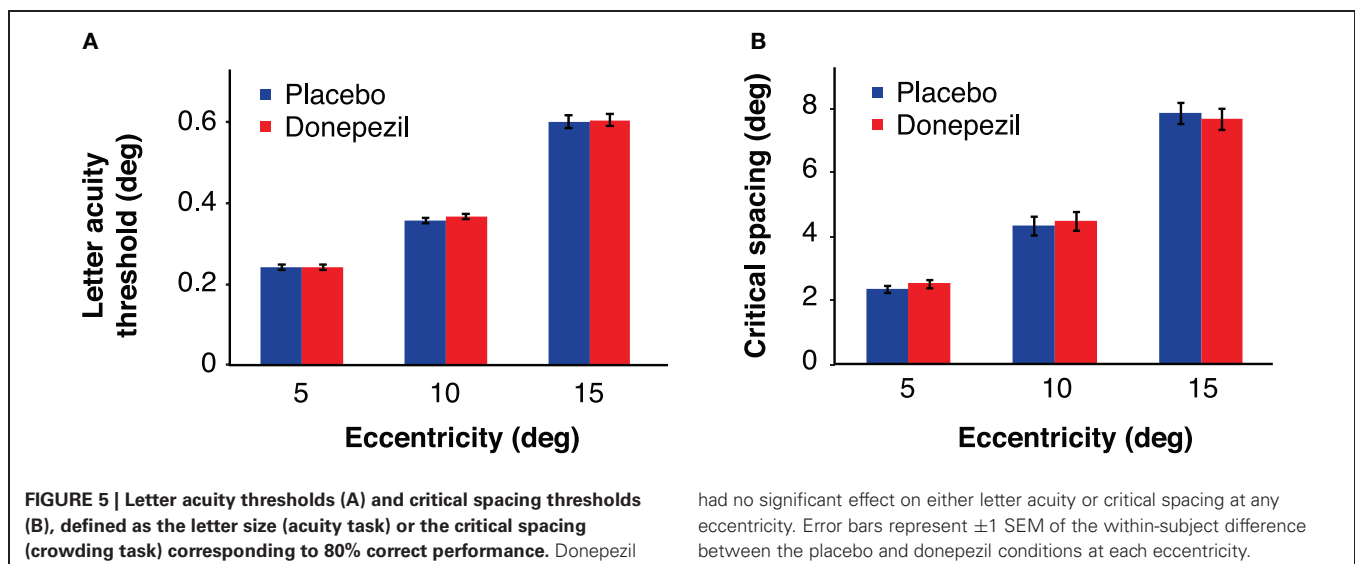 A
Letter acuity
threshold (deg)
Placebo
Donepezil
0.6
0.4
0.2
0
5 10 15
Eccentricity (deg)
B
Critical spacing (deg)
Placebo
Donepezil
8
6
4
2
0
5 10 15
Eccentricity (deg)
FIGURE 5 | Letter acuity thresholds (A) and critical spacing thresholds
(B), defined as the letter size (acuity task) or the critical spacing
(crowding task) corresponding to 80% correct performance. Donepezil
had no significant effect on either letter acuity or critical spacing at any
eccentricity. Error bars represent ±1 SEM of the within-subject difference
between the placebo and donepezil conditions at each eccentricity.